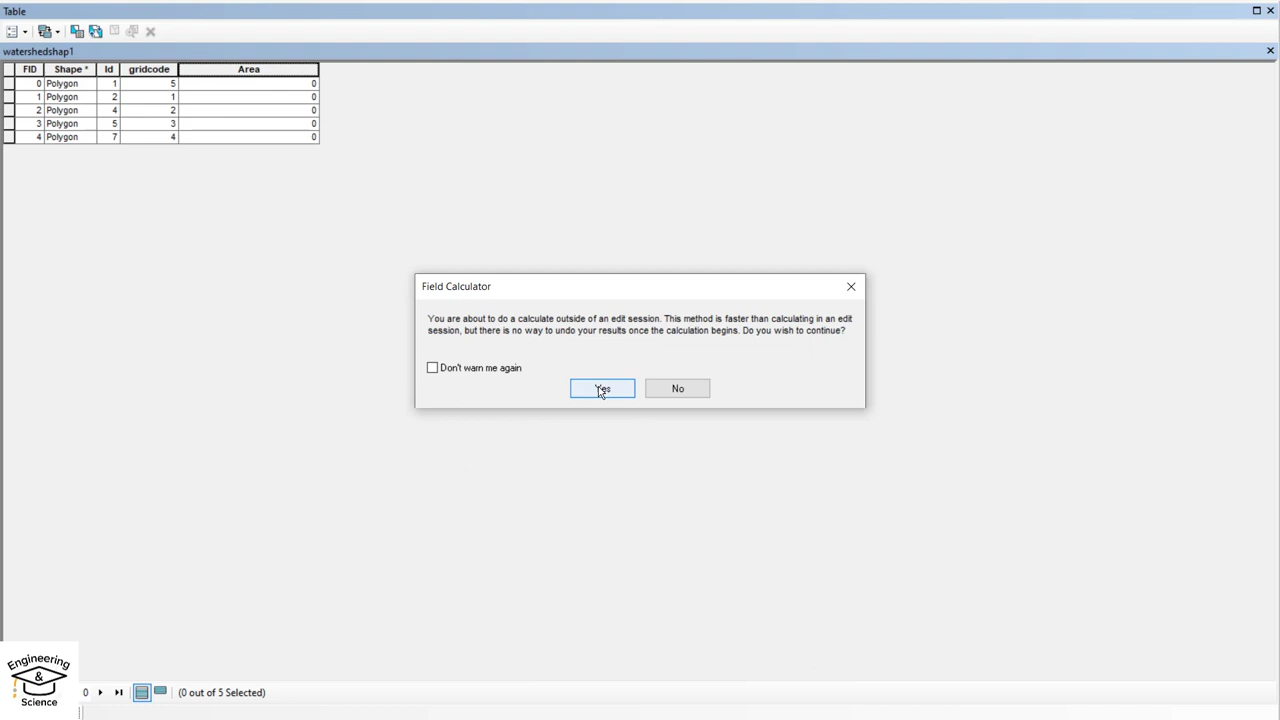 Table
watershedshap1
FID Shape * Id gridcode Area
0 Polygon 1 5 0
1 Polygon 2 1 0
2 Polygon 4 2 0
3 Polygon 5 3 0
4 Polygon 7 4 0
Field Calculator
You are about to do a calculate outside of an edit session. This method is faster than calculating in an edit
session, but there is no way to undo your results once the calculation begins. Do you wish to continue?
Don't warn me again
Yes No
Engineering
&
Science
0 (0 out of 5 Selected)